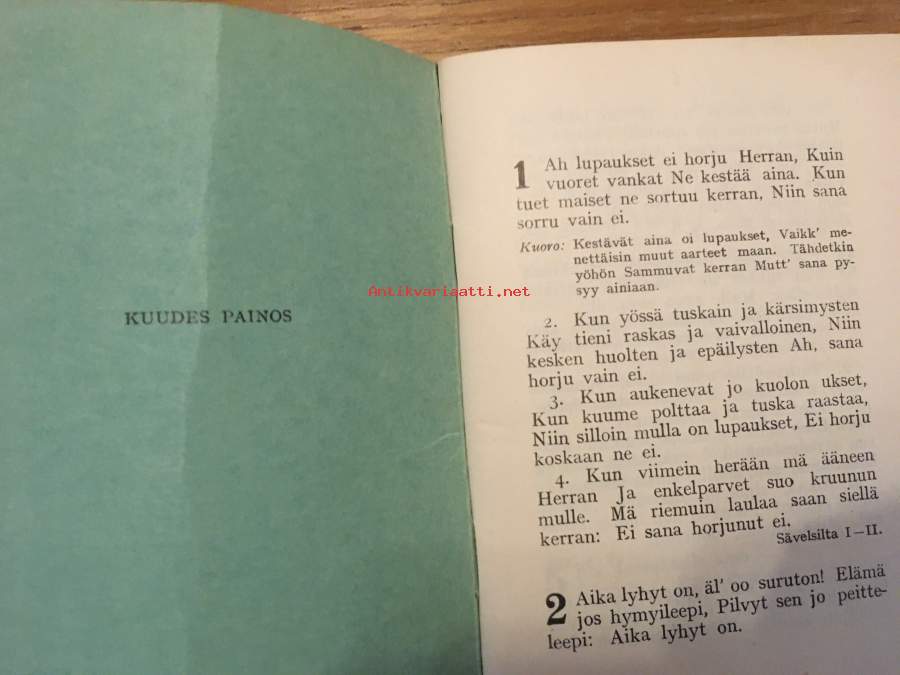 KUUDES PAINOS
Antikvariaatti.net
1 Ah lupaukset ei horju Herran, Kuin
vuoret vankat Ne kestää aina. Kun
tuet maiset ne sortuu kerran, Niin sana
sorru vain ei.
Kuoro: Kestävät aina oi lupaukset, Vaikk' me-
nettäisin muut aarteet maan. Tähdetkin
yöhön Sammuvat kerran Mutt' sana py-
syy ainiaan.
2. Kun yössä tuskain ja kärsimysten
Käy tieni raskas ja vaivalloinen, Niin
kesken huolten ja epäilysten Ah, sana
horju vain ei.
3. Kun aukenevat jo kuolon ukset,
Kun kuume polttaa ja tuska raastaa,
Niin silloin mulla on lupaukset, Ei horju
koskaan ne ei.
4. Kun viimein herään mä ääneen
Herran Ja enkelparvet suo kruunun
mulle. Mä riemuin laulaa saan siellä
kerran: Ei sana horjunut ei.
Sävelsilta I—II.
2 Aika lyhyt on, äl' oo suruton! Elämä
jos hymyileepi, Pilvyt sen jo peitte-
leepi: Aika lyhyt on.